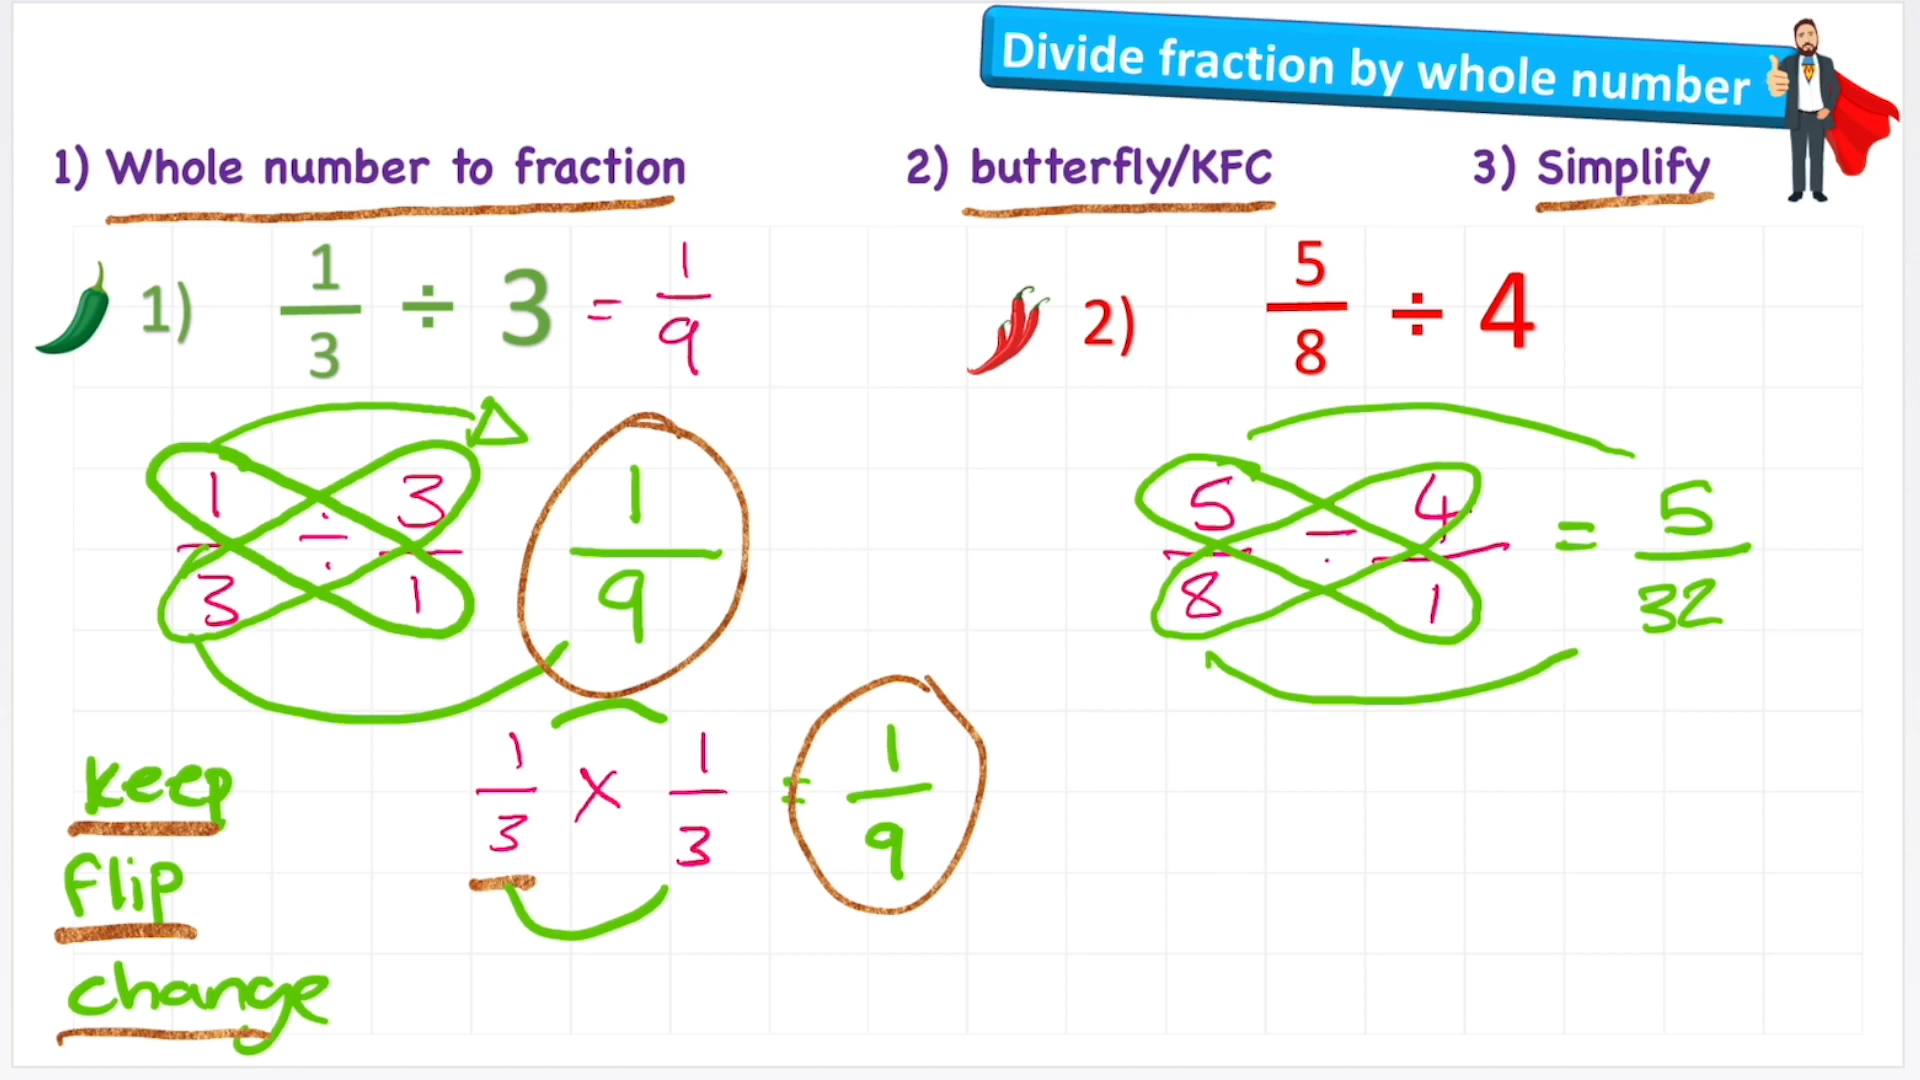 Divide fraction by whole number
1) Whole number to fraction
2) butterfly/KFC
3) Simplify
1) 1/3 ÷ 3 = 1/9
2) 5/8 ÷ 4
1/3 ÷ 3/1
1/9
5/8 ÷ 4/1 = 5/32
keep
flip
change
1/3 × 1/3 = 1/9